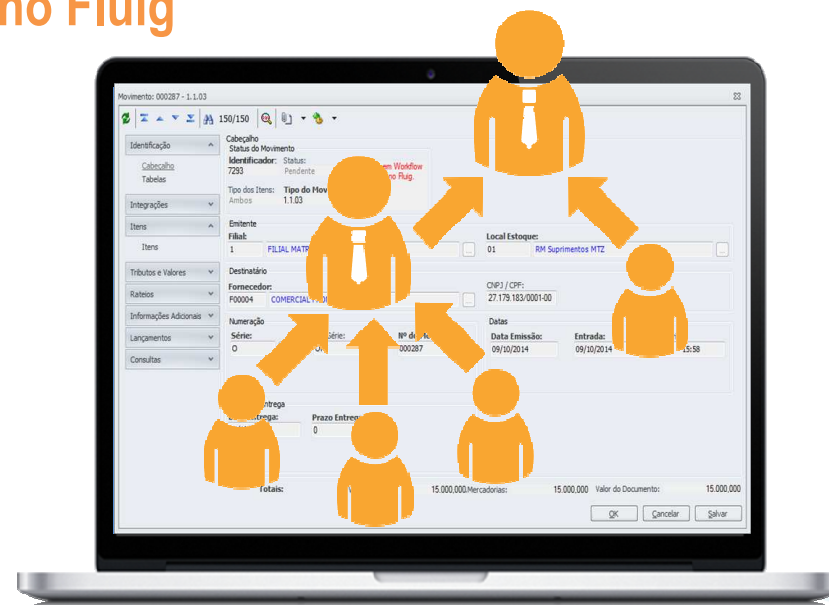 no Fluig
Movimento: 000287 - 1.1.03
150/150
Identificação
Cabeçalho
Tabelas
Integrações
Itens
Itens
Tributos e Valores
Rateios
Informações Adicionais
Lançamentos
Consultas
Cabeçalho
Status do Movimento
Identificador: Status:
7293 Pendente
em Workflow
no Fluig.
Tipo dos Itens: Tipo do Mov
Ambos 1.1.03
Emitente
Filial: Local Estoque:
1 FILIAL MATR 01 RM Suprimentos MTZ
Destinatário
Fornecedor: CNPJ / CPF:
F00004 COMERCIAL 27.179.183/0001-00
Numeração Datas
Série: Série: Nº do Mo Data Emissão: Entrada:
O 000287 09/10/2014 09/10/2014 15:58
ntrega
trega: Prazo Entreg
0
Totais: 15.000,000 Mercadorias: 15.000,000 Valor do Documento: 15.000,000
OK Cancelar Salvar